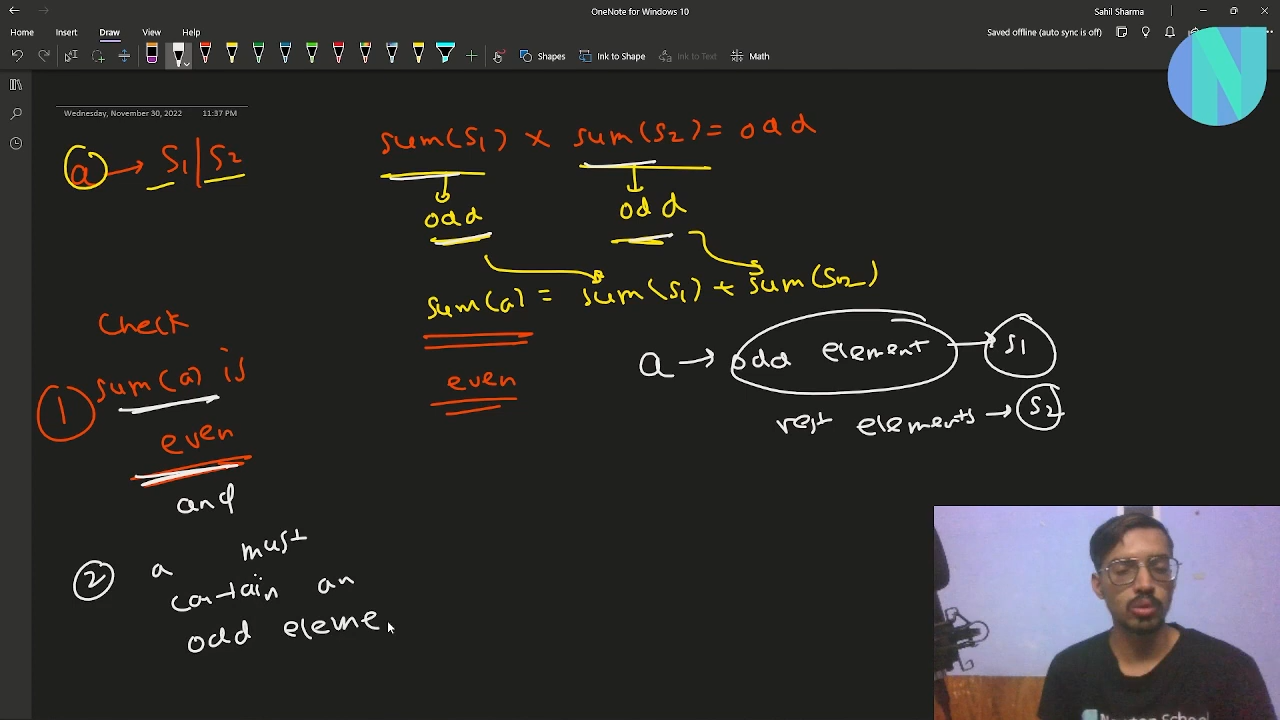 OneNote for Windows 10
Sahil Sharma
Home Insert Draw View Help
Saved offline (auto sync is off)
Shapes Ink to Shape Ink to Text Math
Wednesday, November 30, 2022 11:37 PM
a → S1 | S2
sum(S1) × sum(S2) = odd
odd odd
sum(a) = sum(S1) + sum(S2)
even
a → odd element → S1
rest elements → S2
Check
1 sum(a) is
even
and
2 a must
contain an
odd eleme
Newton School